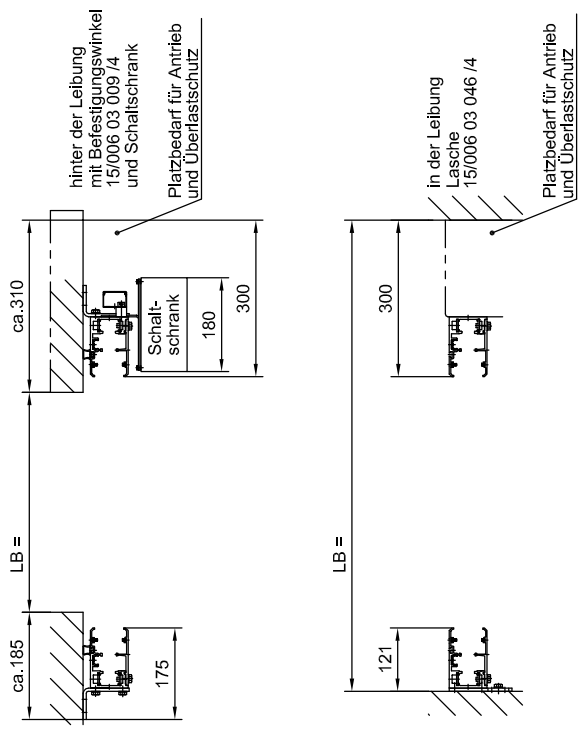 hinter der Leibung
mit Befestigungswinkel
15/006 03 009 /4
und Schaltschrank
Platzbedarf für Antrieb
und Überlastschutz
ca.310
Schalt-
schrank
180
300
LB =
ca.185
175
in der Leibung
Lasche
15/006 03 046 /4
Platzbedarf für Antrieb
und Überlastschutz
300
LB =
121